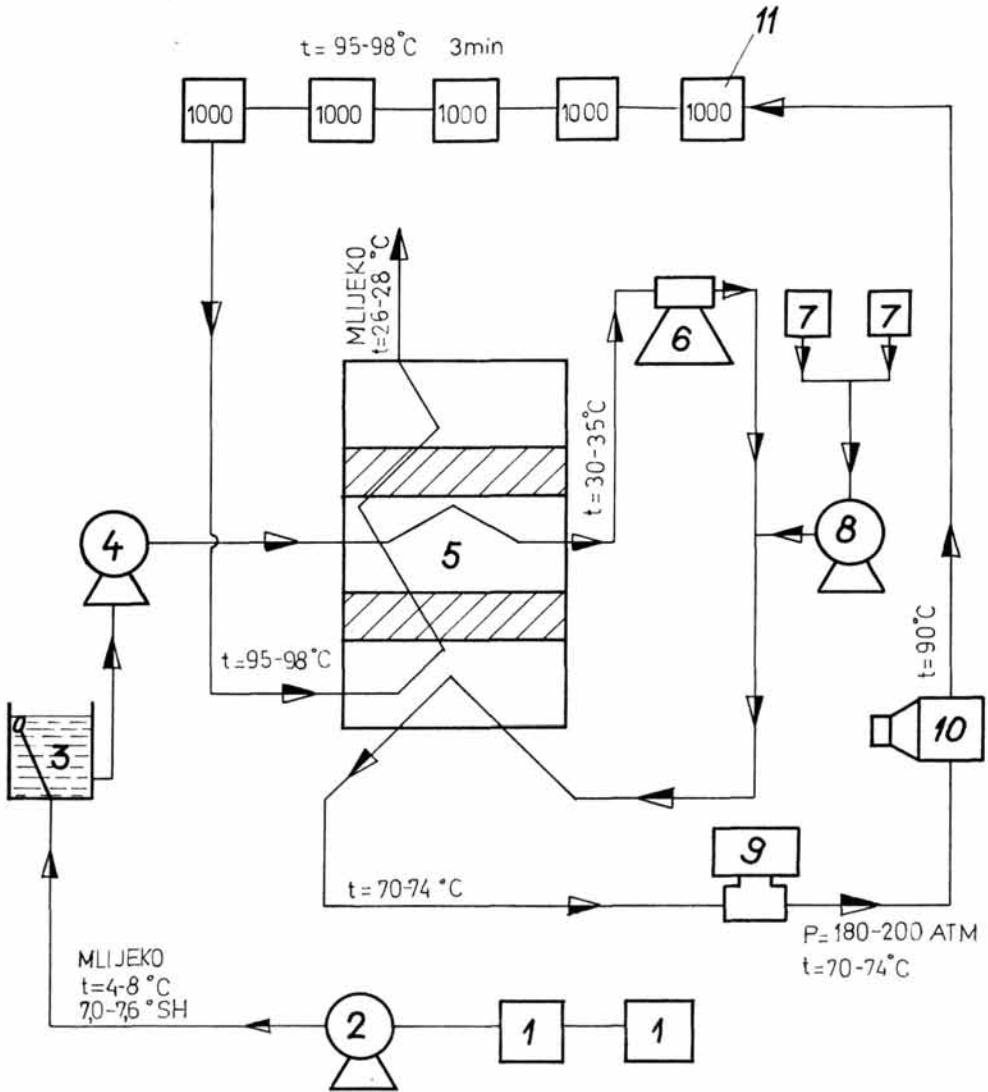 11
t= 95-98°C 3min
1000 1000 1000 1000 1000
MLIJEKO
t=26-28 °C
6
7 7
t=30-35°C
4
5
8
t=95-98°C
t=90°C
3
10
9
t=70-74 °C
P=180-200 ATM
t=70-74°C
MLIJEKO
t=4-8 °C
7,0-7,6 °SH
2
1 1